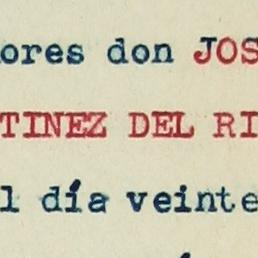 ores don JOS
TINEZ DEL RI
l día veinte